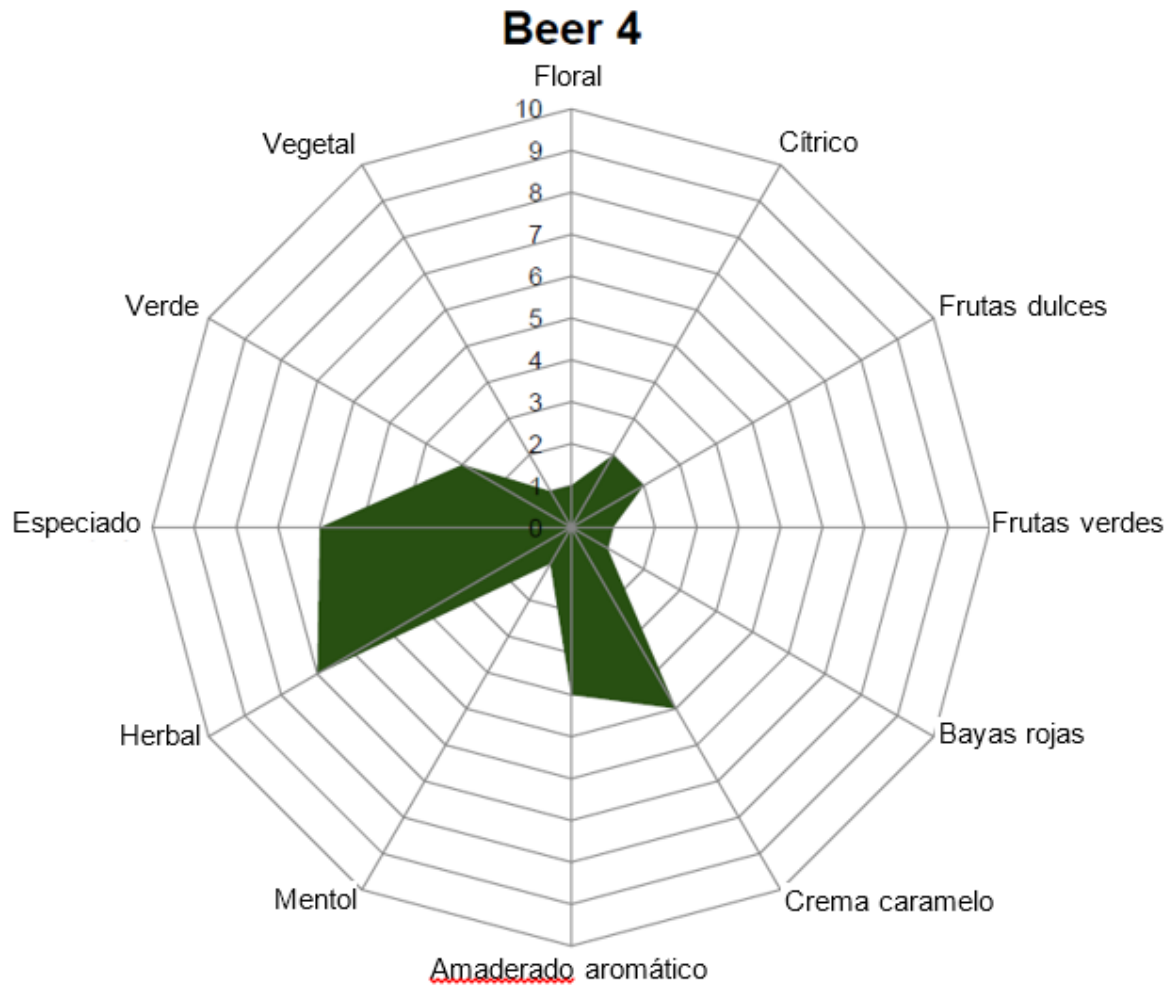 Beer 4
Floral
10
Cítrico
Vegetal
9
8
7
Verde
Frutas dulces
6
5
4
3
2
1
Especiado
0
Frutas verdes
Herbal
Bayas rojas
Mentol
Crema caramelo
Amaderado aromático